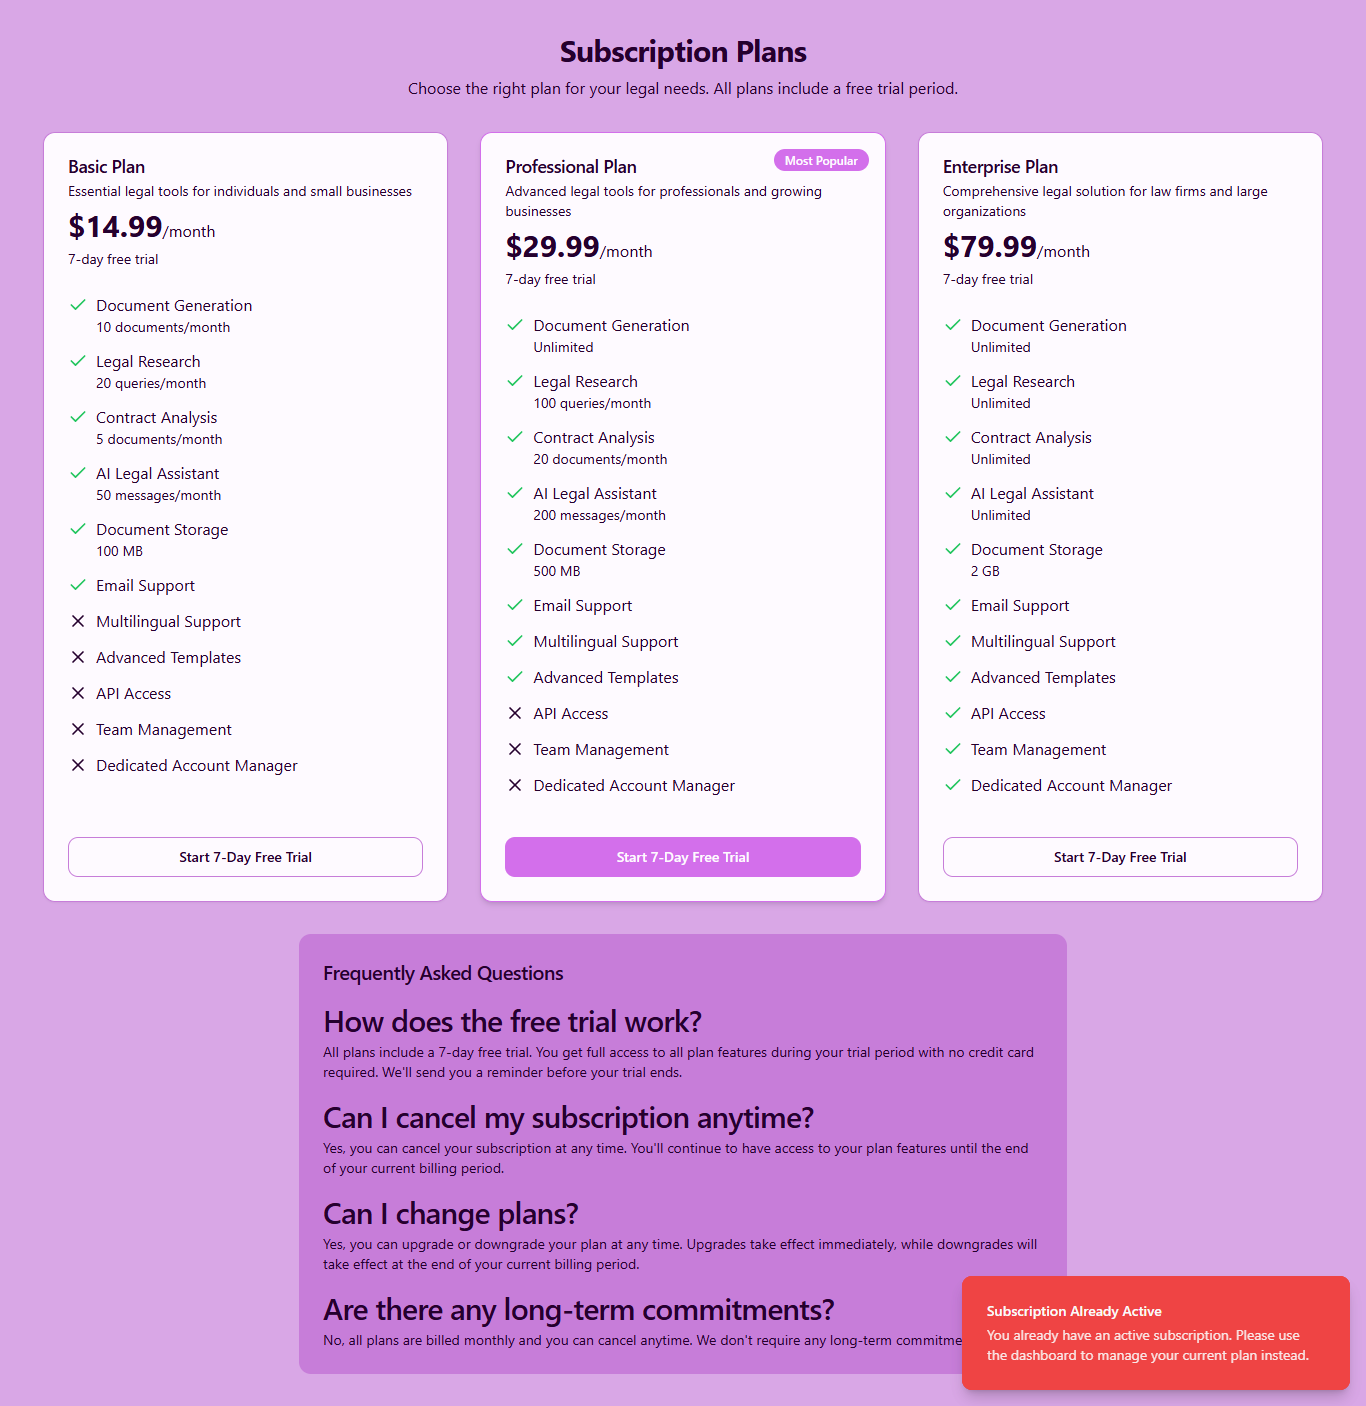 Subscription Plans
Choose the right plan for your legal needs. All plans include a free trial period.
Basic Plan
Essential legal tools for individuals and small businesses
$14.99/month
7-day free trial
Document Generation
10 documents/month
Legal Research
20 queries/month
Contract Analysis
5 documents/month
AI Legal Assistant
50 messages/month
Document Storage
100 MB
Email Support
Multilingual Support
Advanced Templates
API Access
Team Management
Dedicated Account Manager
Start 7-Day Free Trial
Professional Plan
Most Popular
Advanced legal tools for professionals and growing
businesses
$29.99/month
7-day free trial
Document Generation
Unlimited
Legal Research
100 queries/month
Contract Analysis
20 documents/month
AI Legal Assistant
200 messages/month
Document Storage
500 MB
Email Support
Multilingual Support
Advanced Templates
API Access
Team Management
Dedicated Account Manager
Start 7-Day Free Trial
Enterprise Plan
Comprehensive legal solution for law firms and large
organizations
$79.99/month
7-day free trial
Document Generation
Unlimited
Legal Research
Unlimited
Contract Analysis
Unlimited
AI Legal Assistant
Unlimited
Document Storage
2 GB
Email Support
Multilingual Support
Advanced Templates
API Access
Team Management
Dedicated Account Manager
Start 7-Day Free Trial
Frequently Asked Questions
How does the free trial work?
All plans include a 7-day free trial. You get full access to all plan features during your trial period with no credit card
required. We'll send you a reminder before your trial ends.
Can I cancel my subscription anytime?
Yes, you can cancel your subscription at any time. You'll continue to have access to your plan features until the end
of your current billing period.
Can I change plans?
Yes, you can upgrade or downgrade your plan at any time. Upgrades take effect immediately, while downgrades will
take effect at the end of your current billing period.
Are there any long-term commitments?
No, all plans are billed monthly and you can cancel anytime. We don't require any long-term
Subscription Already Active
You already have an active subscription. Please use
the dashboard to manage your current plan instead.